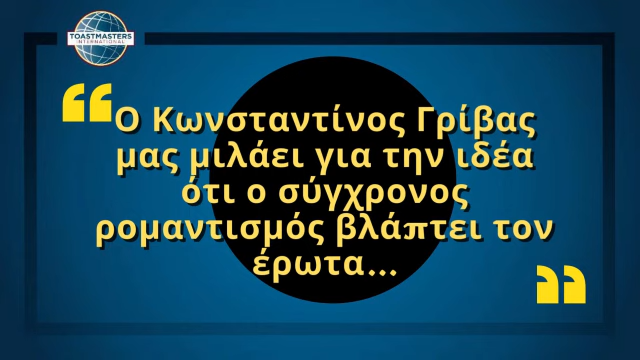 TOASTMASTERS
INTERNATIONAL
“Ο Κωνσταντίνος Γρίβας
μας μιλάει για την ιδέα
ότι ο σύγχρονος
ρομαντισμός βλάπτει τον
έρωτα...
”